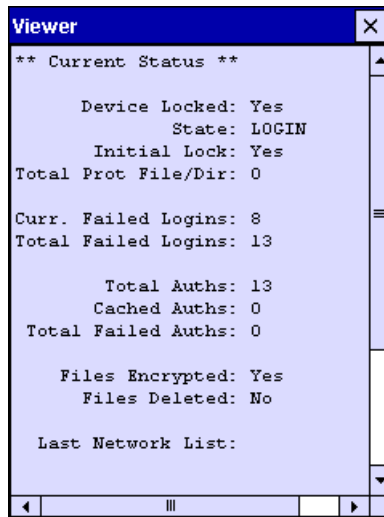 Viewer
** Current Status **
Device Locked: Yes
State: LOGIN
Initial Lock: Yes
Total Prot File/Dir: 0
Curr. Failed Logins: 8
Total Failed Logins: 13
Total Auths: 13
Cached Auths: 0
Total Failed Auths: 0
Files Encrypted: Yes
Files Deleted: No
Last Network List: